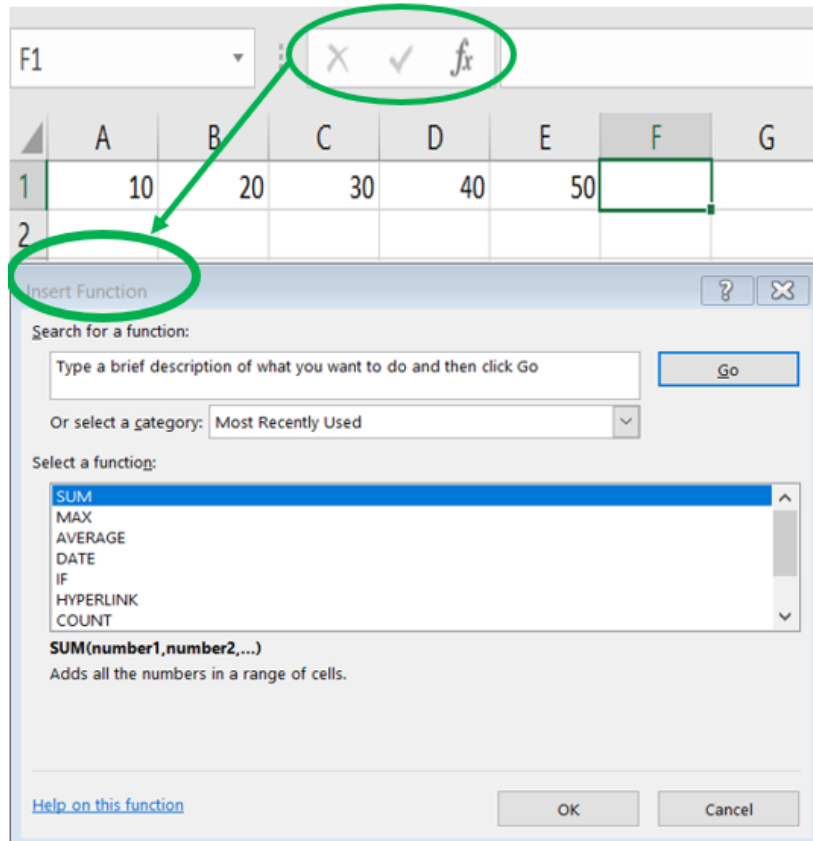 F1 fx
A B C D E F G
1 10 20 30 40 50
2
Insert Function
Search for a function:
Type a brief description of what you want to do and then click Go Go
Or select a category: Most Recently Used
Select a function:
SUM
MAX
AVERAGE
DATE
IF
HYPERLINK
COUNT
SUM(number1,number2,...)
Adds all the numbers in a range of cells.
Help on this function OK Cancel